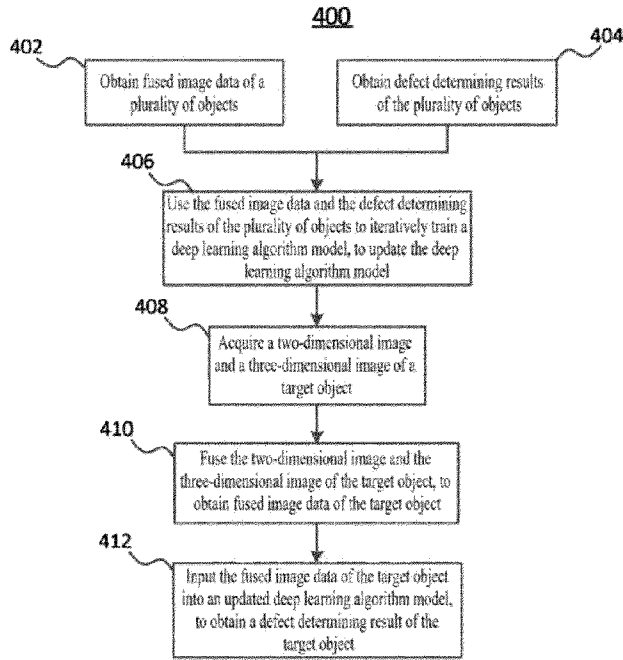 400
402
404
Obtain fused image data of a
plurality of objects
Obtain defect determining results
of the plurality of objects
406
Use the fused image data and the defect determining
results of the plurality of objects to iteratively train a
deep learning algorithm model, to update the deep
learning algorithm model
408
Acquire a two-dimensional image
and a three-dimensional image of a
target object
410
Fuse the two-dimensional image and the
three-dimensional image of the target object, to
obtain fused image data of the target object
412
Input the fused image data of the target object
into an updated deep learning algorithm model,
to obtain a defect determining result of the
target object